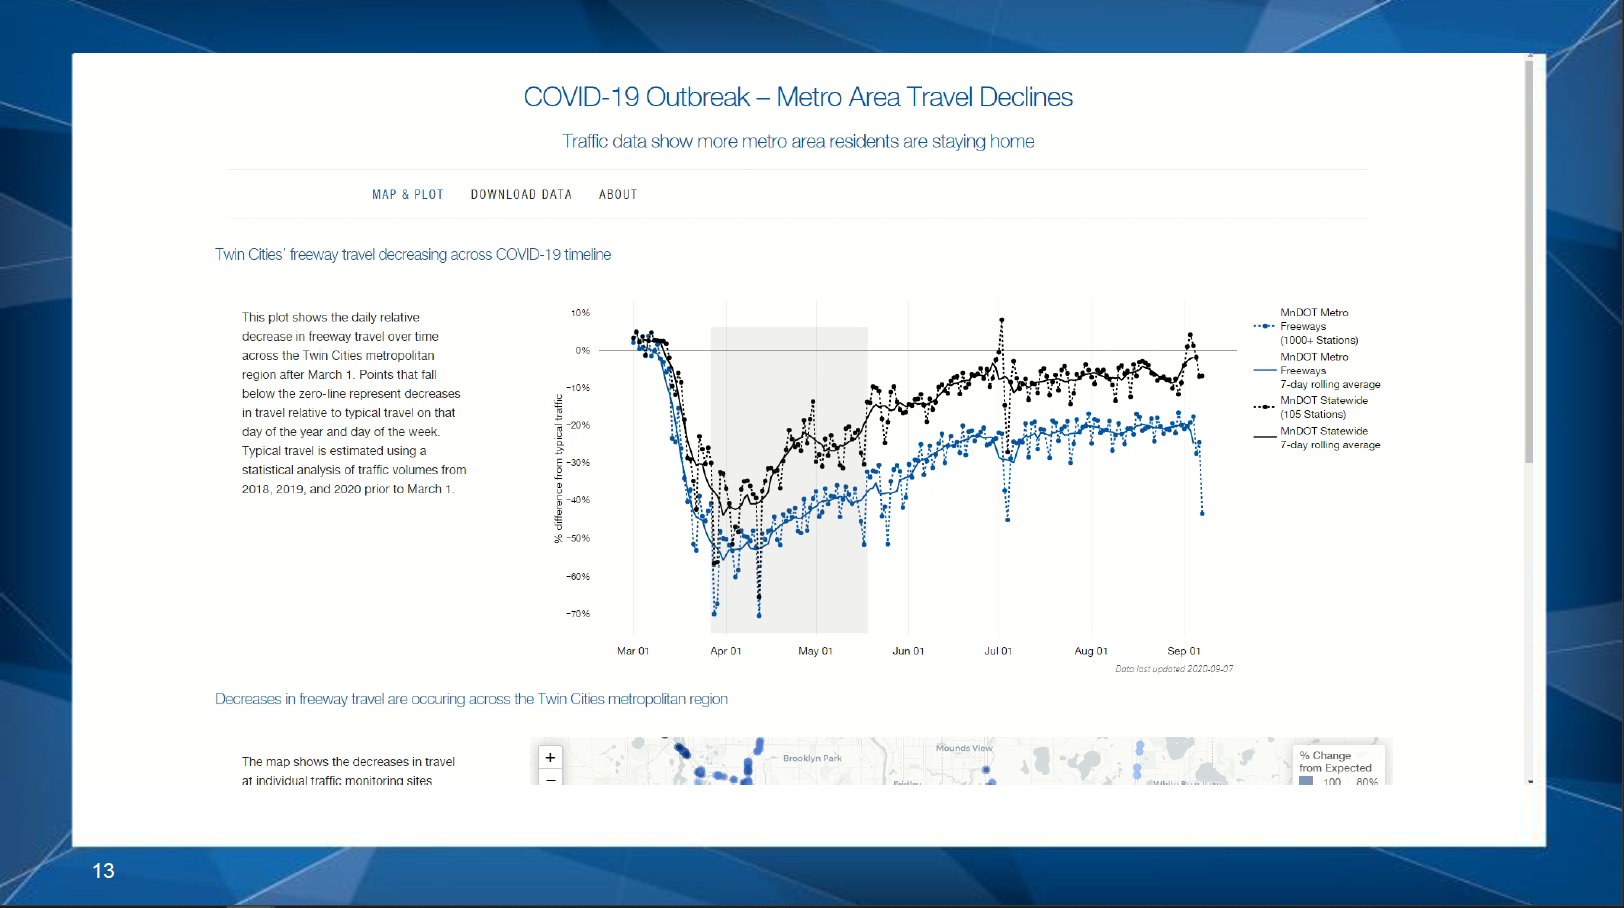 COVID-19 Outbreak – Metro Area Travel Declines
Traffic data show more metro area residents are staying home
MAP & PLOT DOWNLOAD DATA ABOUT
Twin Cities' freeway travel decreasing across COVID-19 timeline
This plot shows the daily relative
decrease in freeway travel over time
across the Twin Cities metropolitan
region after March 1. Points that fall
below the zero-line represent decreases
in travel relative to typical travel on that
day of the year and day of the week.
Typical travel is estimated using a
statistical analysis of traffic volumes from
2018, 2019, and 2020 prior to March 1.
% difference from typical traffic
10%
0%
-10%
-20%
-30%
-40%
-50%
-60%
-70%
Mar 01 Apr 01 May 01 Jun 01 Jul 01 Aug 01 Sep 01
Data last updated 2020-09-07
MnDOT Metro
Freeways
(1000+ Stations)
MnDOT Metro
Freeways
7-day rolling average
MnDOT Statewide
(105 Stations)
MnDOT Statewide
7-day rolling average
Decreases in freeway travel are occuring across the Twin Cities metropolitan region
The map shows the decreases in travel
at individual traffic monitoring sites
+
−
Brooklyn Park
Mounds View
% Change
from Expected
100 80%
13